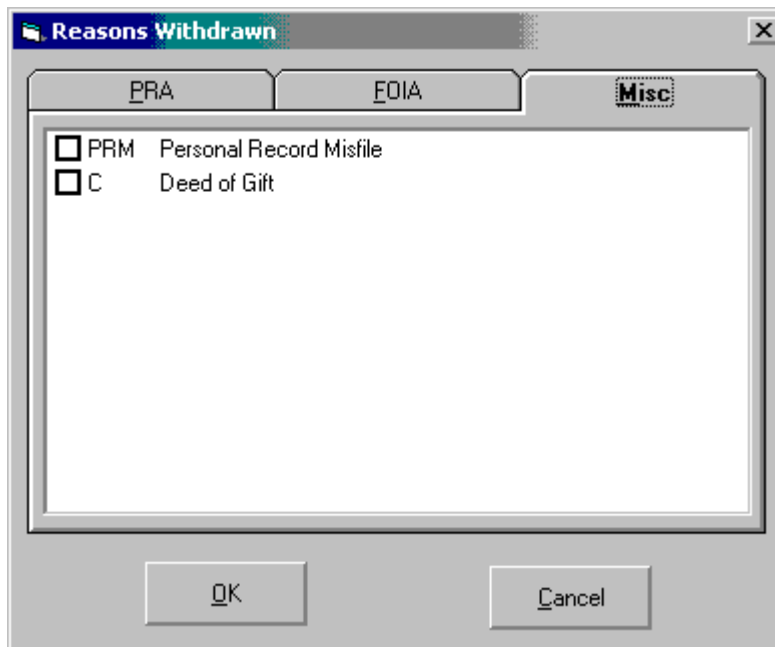 Reasons Withdrawn
PRA FOIA Misc
PRM Personal Record Misfile
C Deed of Gift
OK Cancel